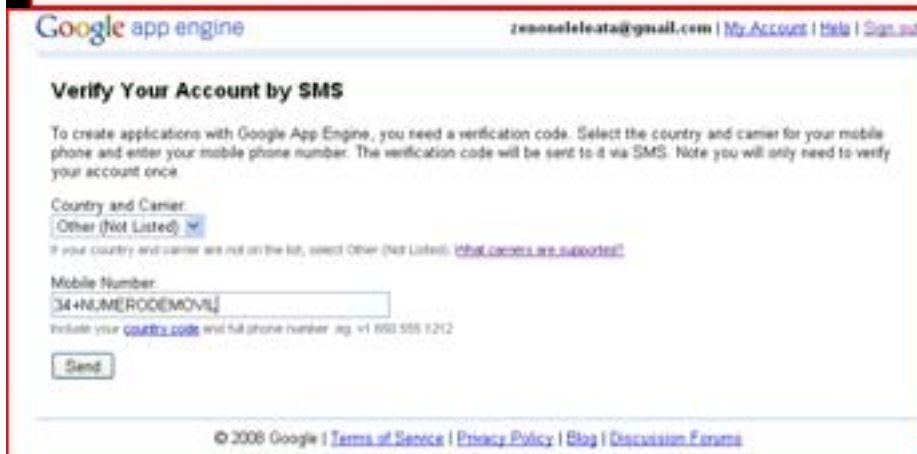 Google app engine
zenoneleleata@gmail.com | My Account | Help | Sign out
Verify Your Account by SMS
To create applications with Google App Engine, you need a verification code. Select the country and carrier for your mobile
phone and enter your mobile phone number. The verification code will be sent to it via SMS. Note you will only need to verify
your account once.
Country and Carrier:
Other (Not Listed)
If your country and carrier are not on the list, select Other (Not Listed). What carriers are supported?
Mobile Number:
34+NUMERODEMOVIL
Include your country code and full phone number. eg. +1 650 555 1212
Send
© 2008 Google | Terms of Service | Privacy Policy | Blog | Discussion Forums